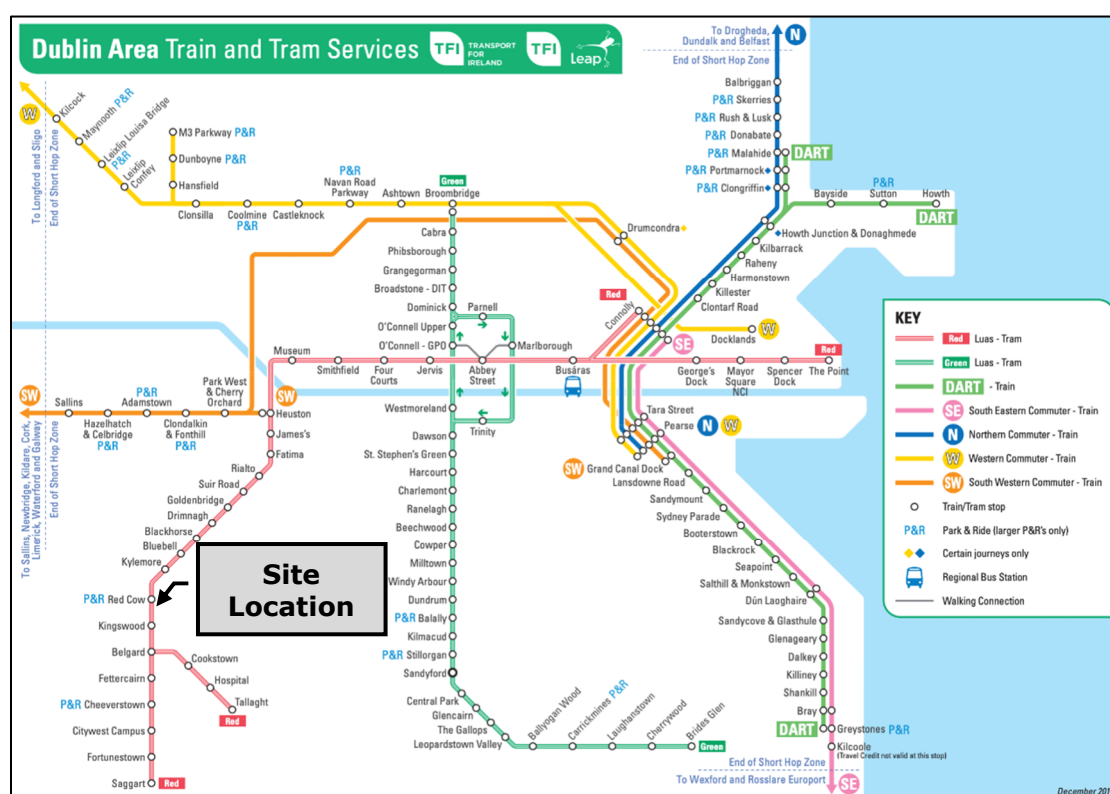 Dublin Area Train and Tram Services
TFI
TRANSPORT
FOR
IRELAND
TFI
Leap
To Drogheda,
Dundalk and Belfast
N
End of Short Hop Zone
Balbriggan
P&R Skerries
P&R Rush & Lusk
P&R Donabate
P&R Malahide
DART
P&R Portmarnock
P&R Clongriffin
Bayside
P&R
Sutton
Howth
DART
Howth Junction & Donaghmede
Kilbarrack
Raheny
Harmonstown
Killester
Clontarf Road
W
To Longford and Sligo
End of Short Hop Zone
Kilcock
Maynooth P&R
Leixlip Louisa Bridge
P&R
Leixlip
Confey
M3 Parkway P&R
Dunboyne P&R
Hansfield
Clonsilla
Coolmine
P&R
Castleknock
P&R
Navan Road
Parkway
Ashtown
Green
Broombridge
Drumcondra
Cabra
Phibsborough
Grangegorman
Broadstone - DIT
Dominick
Parnell
O'Connell Upper
O'Connell - GPO
Marlborough
Red
Connolly
SE
Docklands
W
Museum
Smithfield
Four
Courts
Jervis
Abbey
Street
Busáras
George's
Dock
Mayor
Square
NCI
Spencer
Dock
Red
The Point
SW
Sallins
Hazelhatch
& Celbridge
P&R
P&R
Adamstown
Clondalkin
& Fonthill
P&R
Park West
& Cherry
Orchard
SW
Heuston
James's
Fatima
Rialto
Suir Road
Goldenbridge
Drimnagh
Blackhorse
Bluebell
Kylemore
To Sallins, Newbridge, Kildare, Cork,
Limerick, Waterford and Galway
End of Short Hop Zone
Site
Location
P&R Red Cow
Kingswood
Belgard
Cookstown
Hospital
Tallaght
Red
Fettercairn
P&R Cheeverstown
Citywest Campus
Fortunestown
Saggart
Red
Westmoreland
Trinity
Dawson
St. Stephen's Green
Harcourt
Charlemont
Ranelagh
Beechwood
Cowper
Milltown
Windy Arbour
Dundrum
P&R Balally
Kilmacud
P&R Stillorgan
Sandyford
Central Park
Glencairn
The Gallops
Leopardstown Valley
Ballyogan Wood
Carrickmines P&R
Laughanstown
Cherrywood
Brides Glen
Green
Tara Street
Pearse
N
W
SW
Grand Canal Dock
Lansdowne Road
Sandymount
Sydney Parade
Booterstown
Blackrock
Seapoint
Salthill & Monkstown
Dún Laoghaire
Sandycove & Glasthule
Glenageary
Dalkey
Killiney
Shankill
Bray
DART
Greystones P&R
Kilcoole
(Travel Credit not valid at this stop)
End of Short Hop Zone
To Wexford and Rosslare Europort
SE
KEY
Red Luas - Tram
Green Luas - Tram
DART - Train
SE South Eastern Commuter - Train
N Northern Commuter - Train
W Western Commuter - Train
SW South Western Commuter - Train
Train/Tram stop
P&R Park & Ride (larger P&R's only)
Certain journeys only
Regional Bus Station
Walking Connection